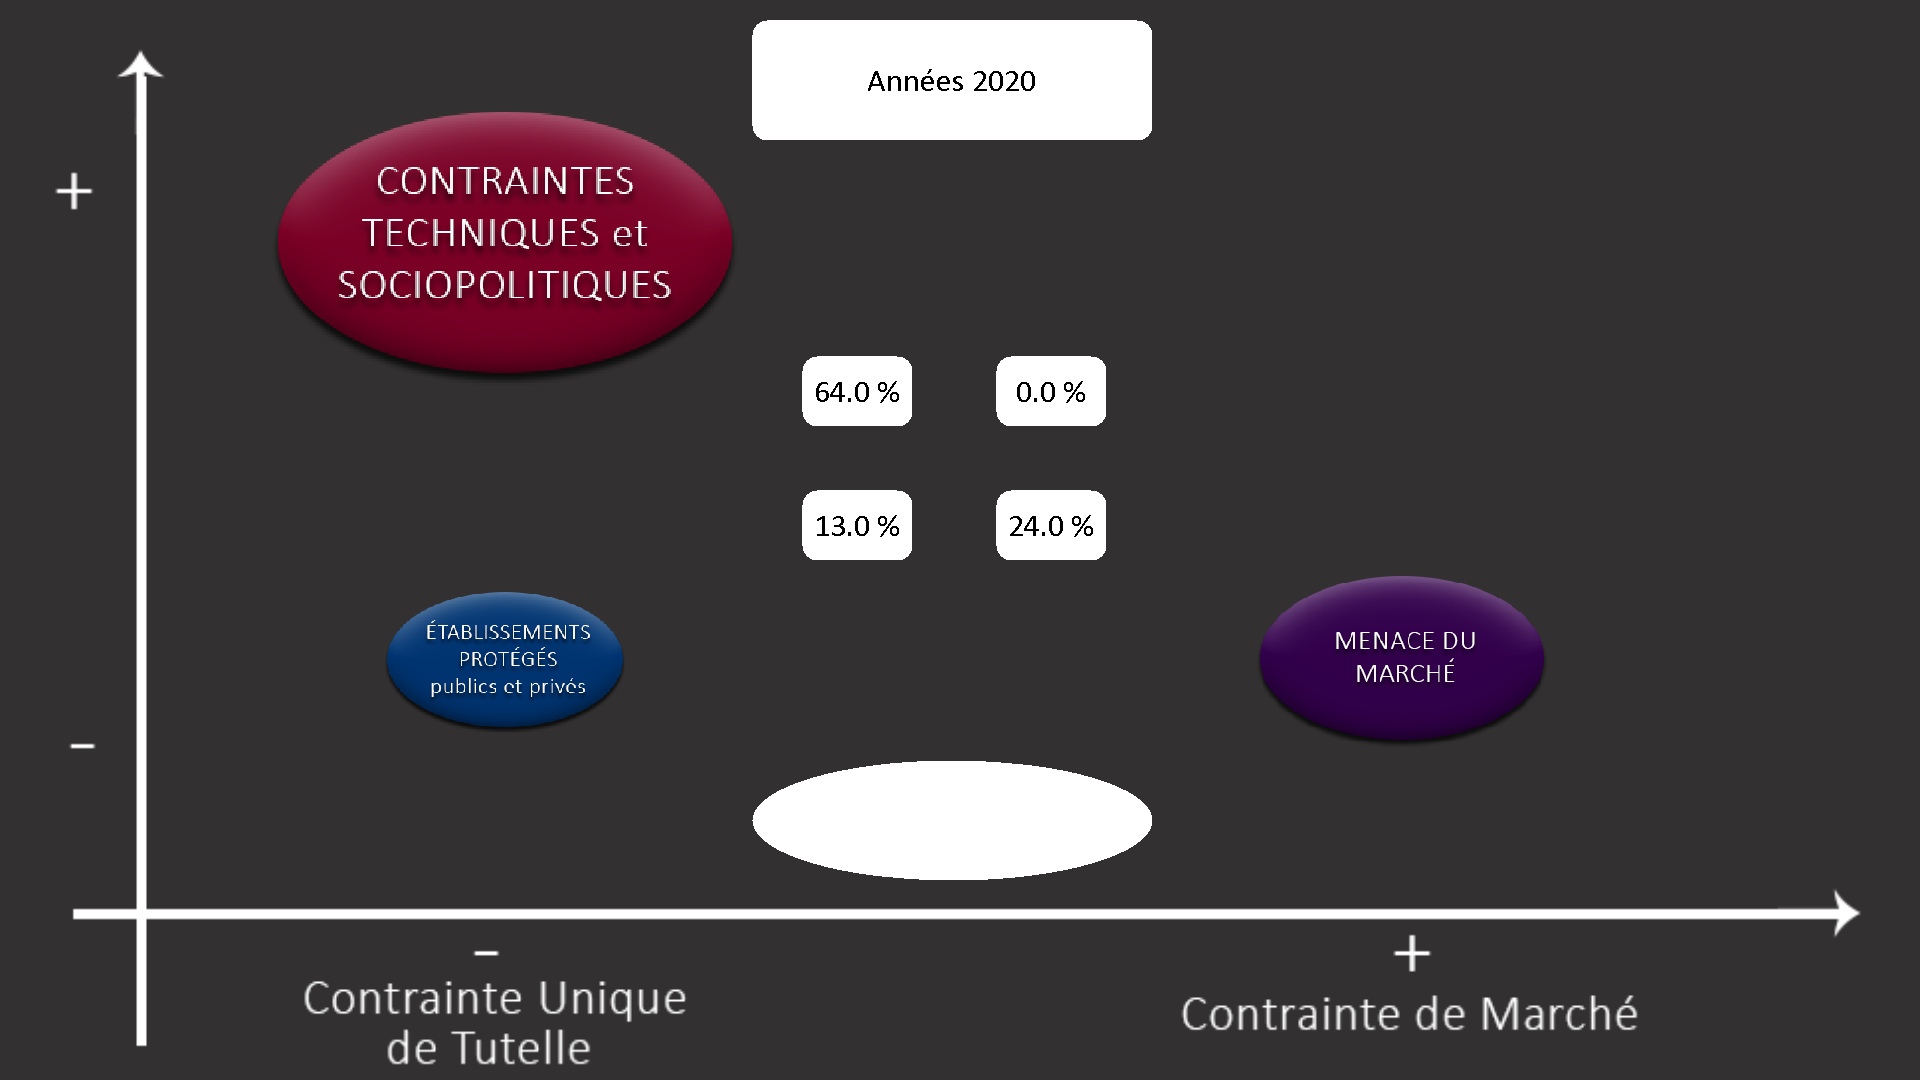 Années 2020
+
CONTRAINTES
TECHNIQUES et
SOCIOPOLITIQUES
64.0 %
0.0 %
13.0 %
24.0 %
ÉTABLISSEMENTS
PROTÉGÉS
publics et privés
MENACE DU
MARCHÉ
–
–
Contrainte Unique
de Tutelle
+
Contrainte de Marché